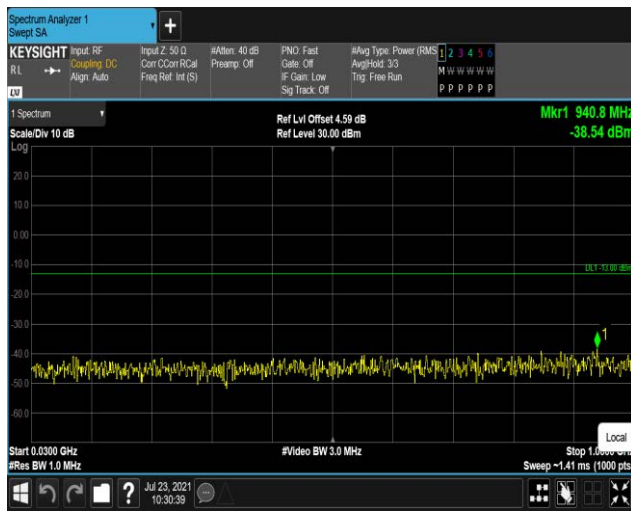 Spectrum Analyzer 1
Swept SA
+
KEYSIGHT Input: RF Input Z: 50 Ω #Atten: 40 dB PNO: Fast #Avg Type: Power (RMS 1 2 3 4 5 6
RL Coupling: DC Corr CCorr RCal Preamp: Off Gate: Off Avg|Hold: 3/3 M W W W W W
Align: Auto Freq Ref: Int (S) IF Gain: Low Trig: Free Run
LXI Sig Track: Off P P P P P P
1 Spectrum Ref Lvl Offset 4.59 dB Mkr1 940.8 MHz
Scale/Div 10 dB Ref Level 30.00 dBm -38.54 dBm
Log
20.0
10.0
0.00
-10.0
DL1 -13.00 dBm
-20.0
-30.0
1
-40.0
-50.0
-60.0
Local
Start 0.0300 GHz #Video BW 3.0 MHz Stop
#Res BW 1.0 MHz Sweep ~1.41 ms (1000 pts
? Jul 23, 2021
10:30:39